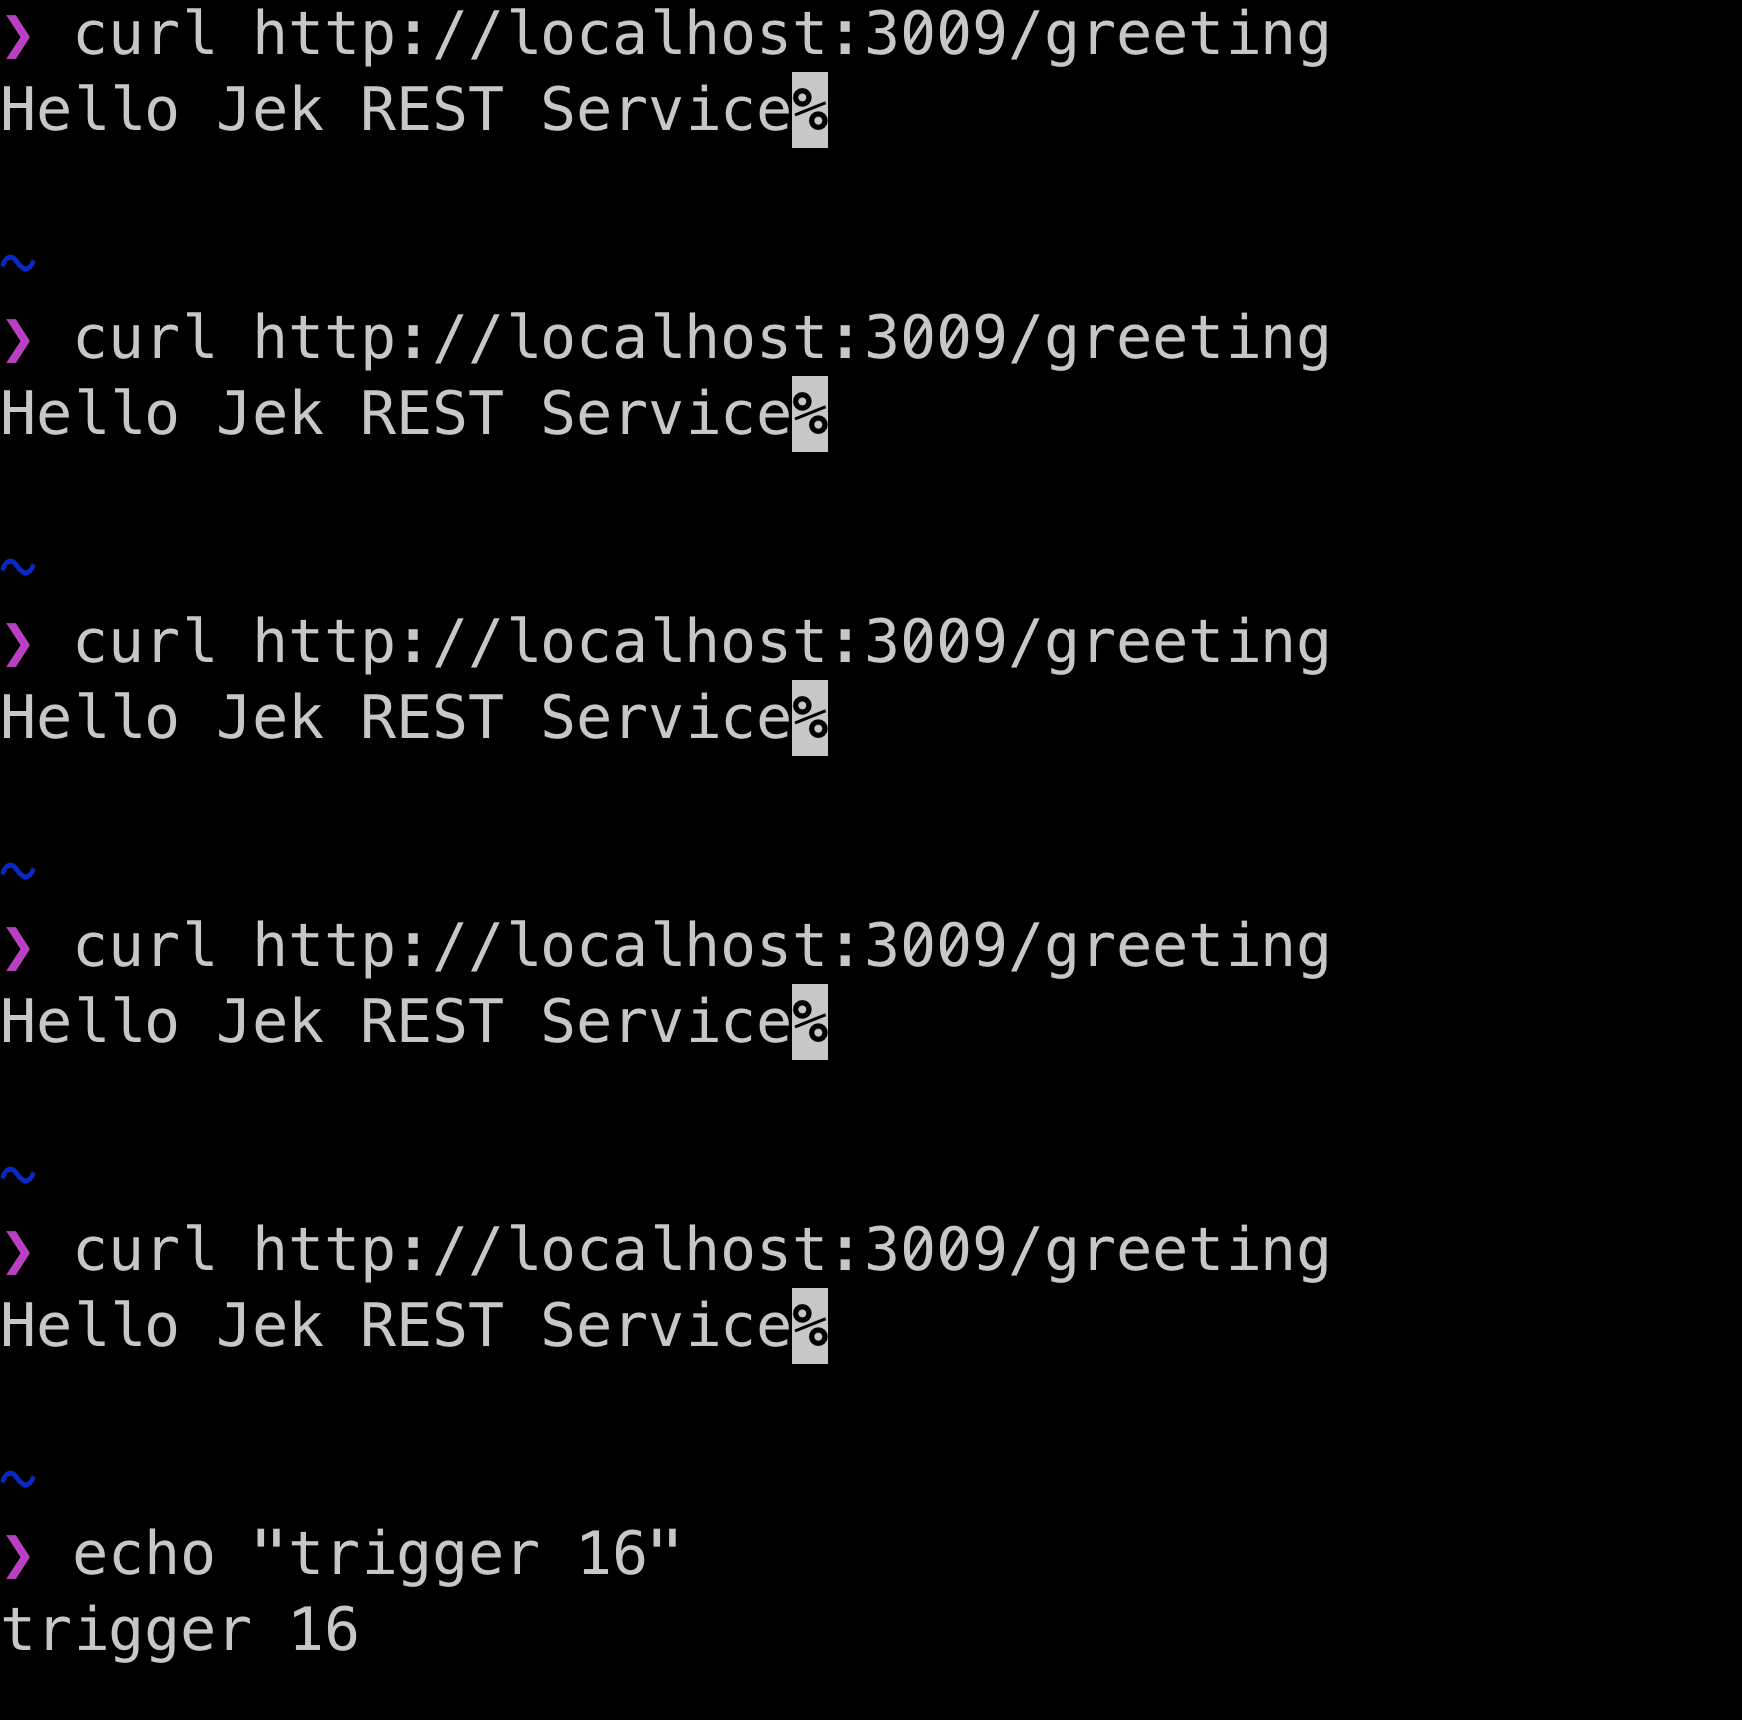 ❯ curl http://localhost:3009/greeting
Hello Jek REST Service%
~
❯ curl http://localhost:3009/greeting
Hello Jek REST Service%
~
❯ curl http://localhost:3009/greeting
Hello Jek REST Service%
~
❯ curl http://localhost:3009/greeting
Hello Jek REST Service%
~
❯ curl http://localhost:3009/greeting
Hello Jek REST Service%
~
❯ echo "trigger 16"
trigger 16